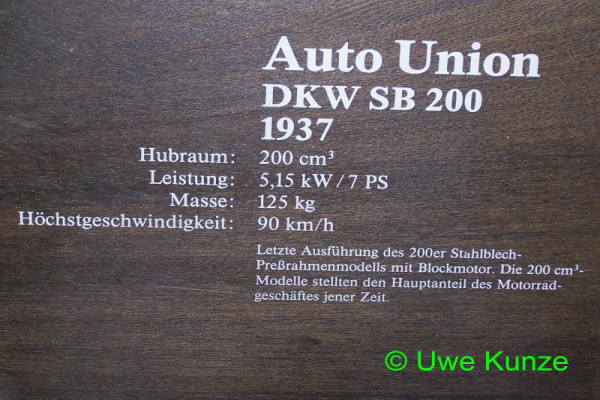 Auto Union
DKW SB 200
1937
Hubraum: 200 cm³
Leistung: 5,15 kW/7 PS
Masse: 125 kg
Höchstgeschwindigkeit: 90 km/h
Letzte Ausführung des 200er Stahlblech-
Preßrahmenmodells mit Blockmotor. Die 200 cm³-
Modelle stellten den Hauptanteil des Motorrad-
geschäftes jener Zeit.
© Uwe Kunze